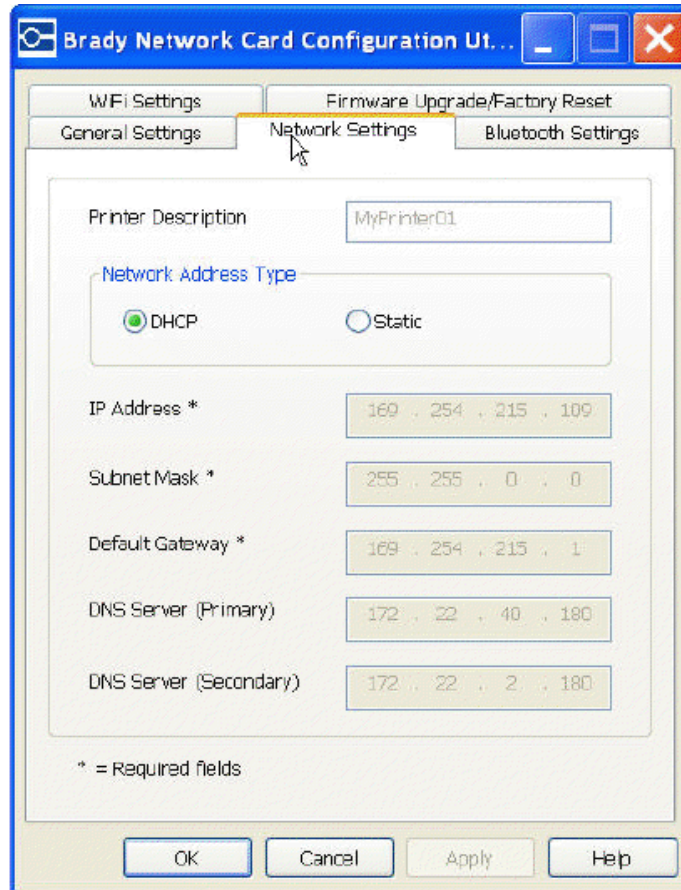 Brady Network Card Configuration Ut...
WiFi Settings Firmware Upgrade/Factory Reset
General Settings Network Settings Bluetooth Settings
Printer Description MyPrinter01
Network Address Type
DHCP Static
IP Address * 169 . 254 . 215 . 109
Subnet Mask * 255 . 255 . 0 . 0
Default Gateway * 169 . 254 . 215 . 1
DNS Server (Primary) 172 . 22 . 40 . 180
DNS Server (Secondary) 172 . 22 . 2 . 180
* = Required fields
OK Cancel Apply Help